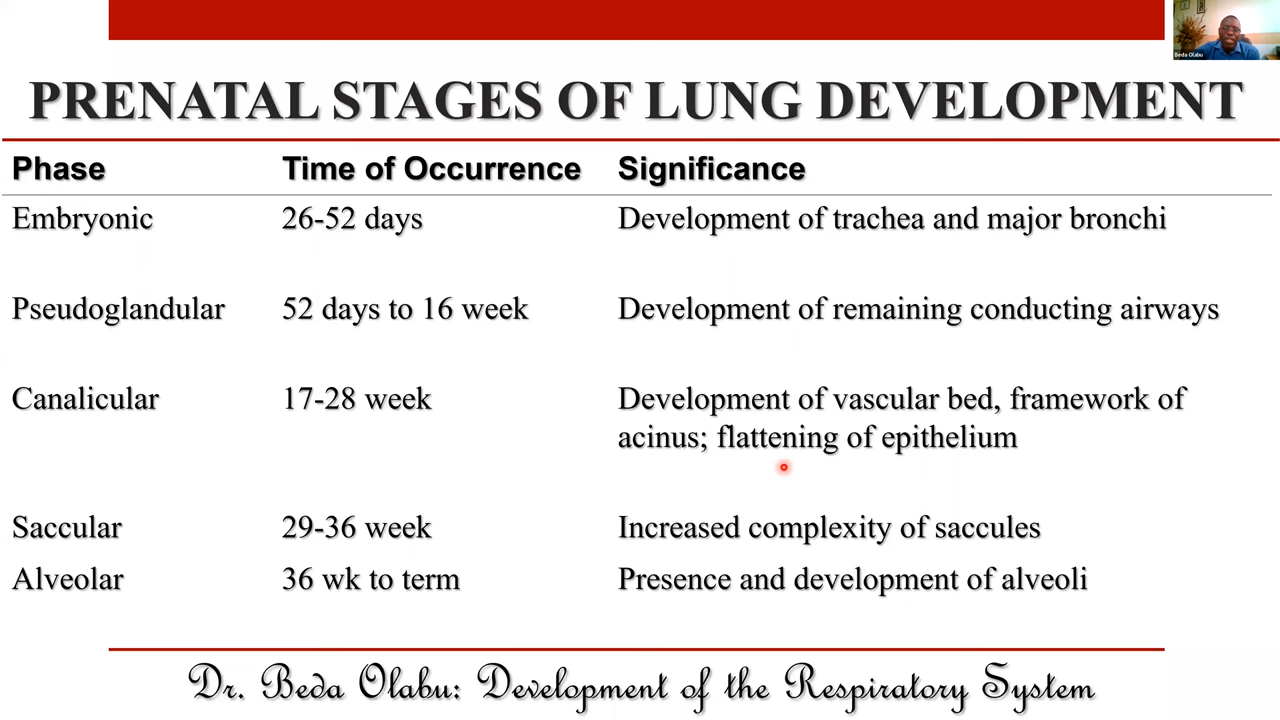 Beda Olabu
PRENATAL STAGES OF LUNG DEVELOPMENT
Phase Time of Occurrence Significance
Embryonic 26-52 days Development of trachea and major bronchi
Pseudoglandular 52 days to 16 week Development of remaining conducting airways
Canalicular 17-28 week Development of vascular bed, framework of
acinus; flattening of epithelium
Saccular 29-36 week Increased complexity of saccules
Alveolar 36 wk to term Presence and development of alveoli
Dr. Beda Olabu: Development of the Respiratory System